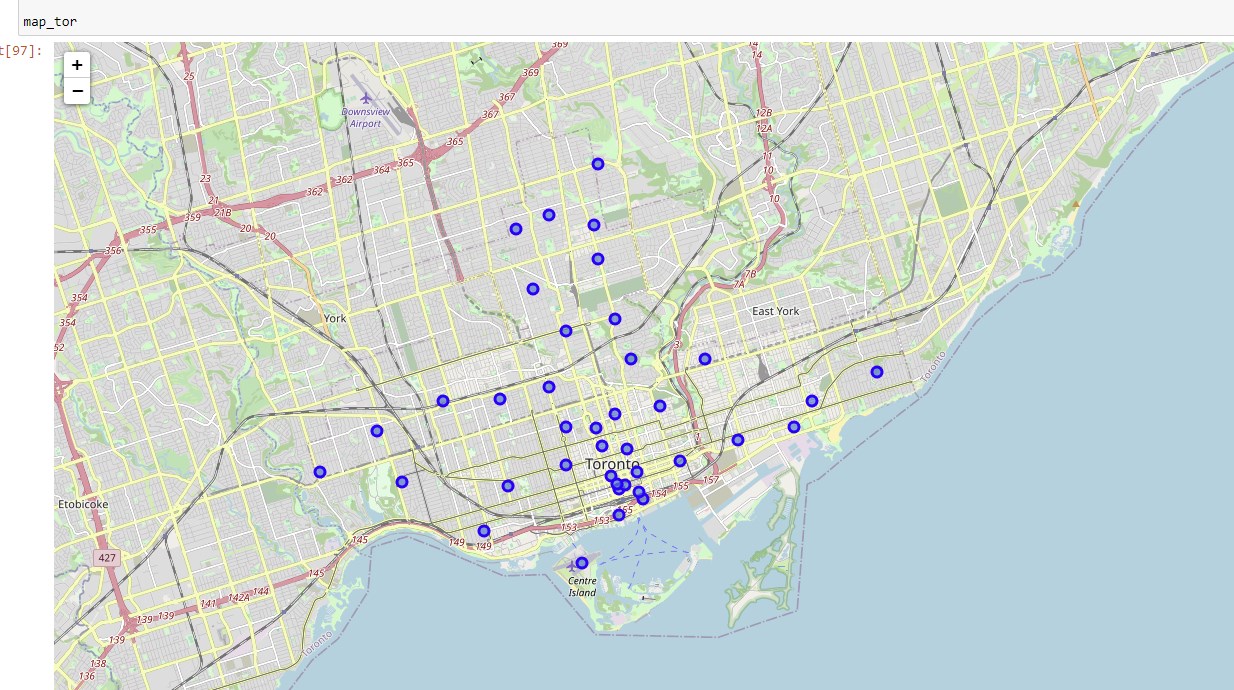 map_tor
t[97]:
+
−
369
14
14
25
369
367
Downsview
Airport
367
12B
12A
365
365
364
11
10
362
362
23
21
21B
10
359
20
355
20
356
7B
7A
354
York
East York
354
3
52
Toronto
1
Toronto
157
155
154
Etobicoke
155
153
153
145
149
149
427
145
Centre
Island
144
142A
141
139
139
139
Toronto
138
136